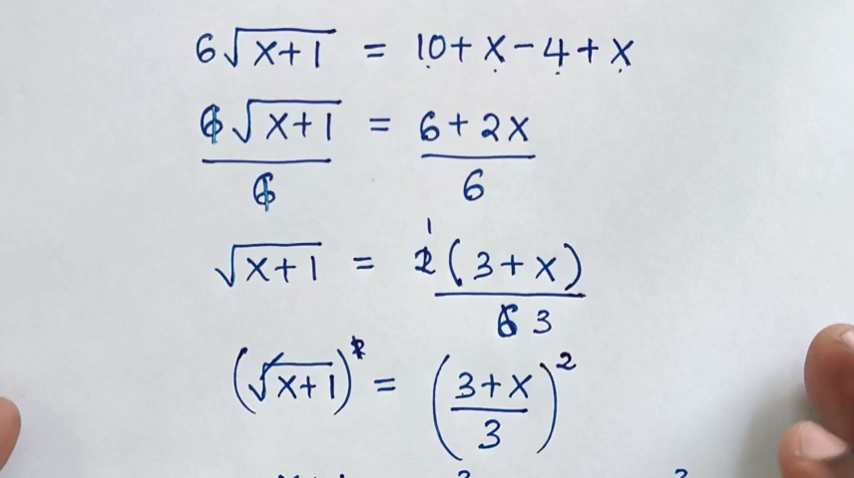 6√(x+1) = 10+x-4+x
6√(x+1)/6 = 6+2x/6
√(x+1) = 1 2(3+x)/6 3
(√(x+1))² = (3+x/3)²